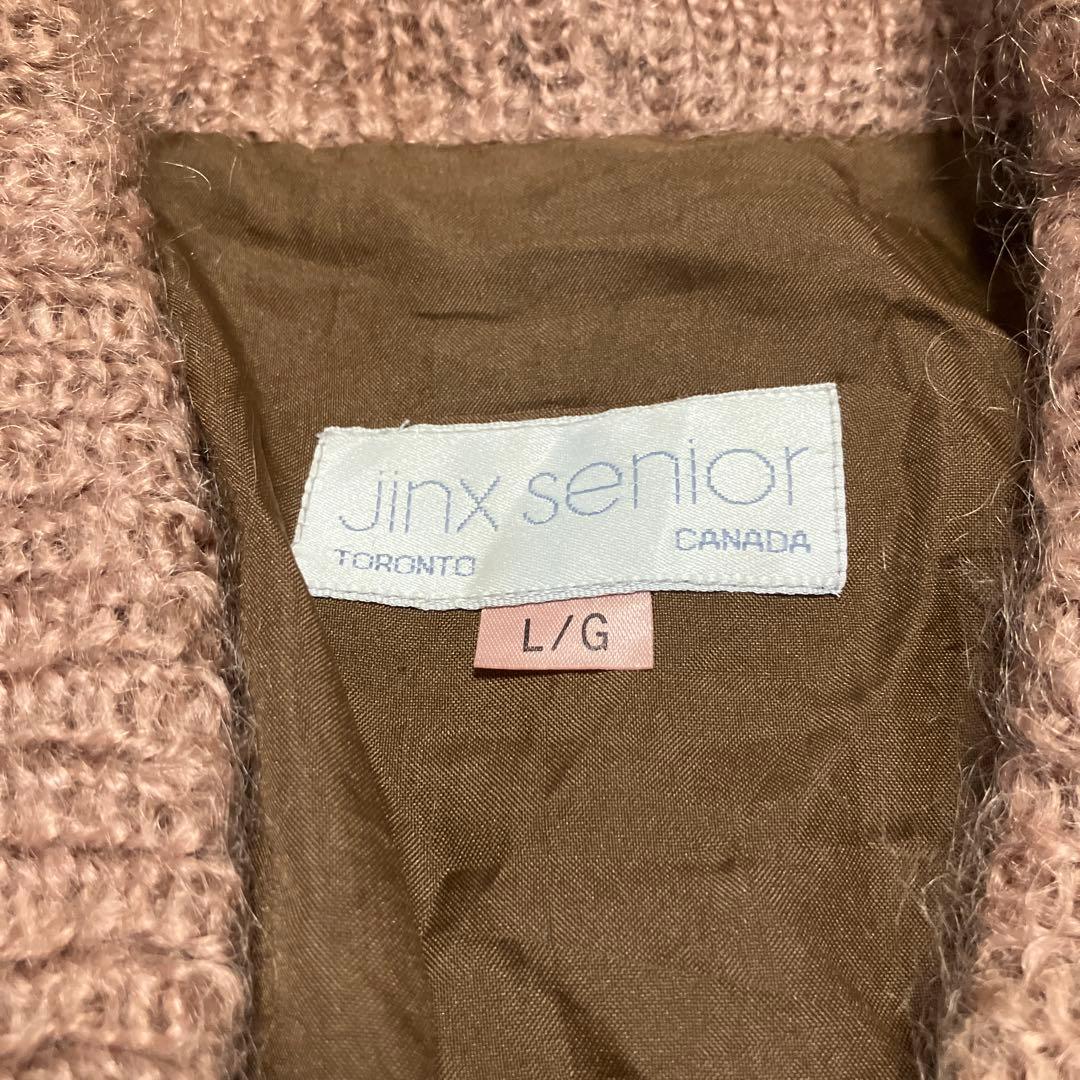 jinx senior
TORONTO CANADA
L/G